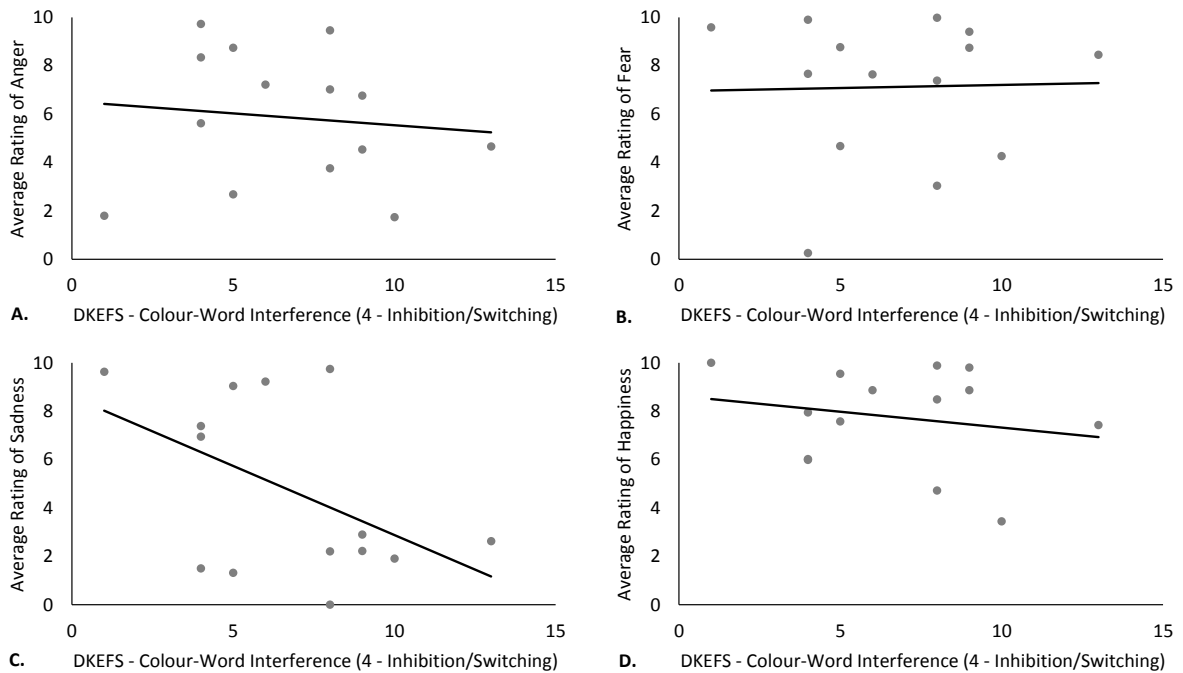 10
8
6
4
2
0
0 5 10 15
Average Rating of Anger
A. DKEFS - Colour-Word Interference (4 - Inhibition/Switching)
10
8
6
4
2
0
0 5 10 15
Average Rating of Fear
B. DKEFS - Colour-Word Interference (4 - Inhibition/Switching)
10
8
6
4
2
0
0 5 10 15
Average Rating of Sadness
C. DKEFS - Colour-Word Interference (4 - Inhibition/Switching)
10
8
6
4
2
0
0 5 10 15
Average Rating of Happiness
D. DKEFS - Colour-Word Interference (4 - Inhibition/Switching)